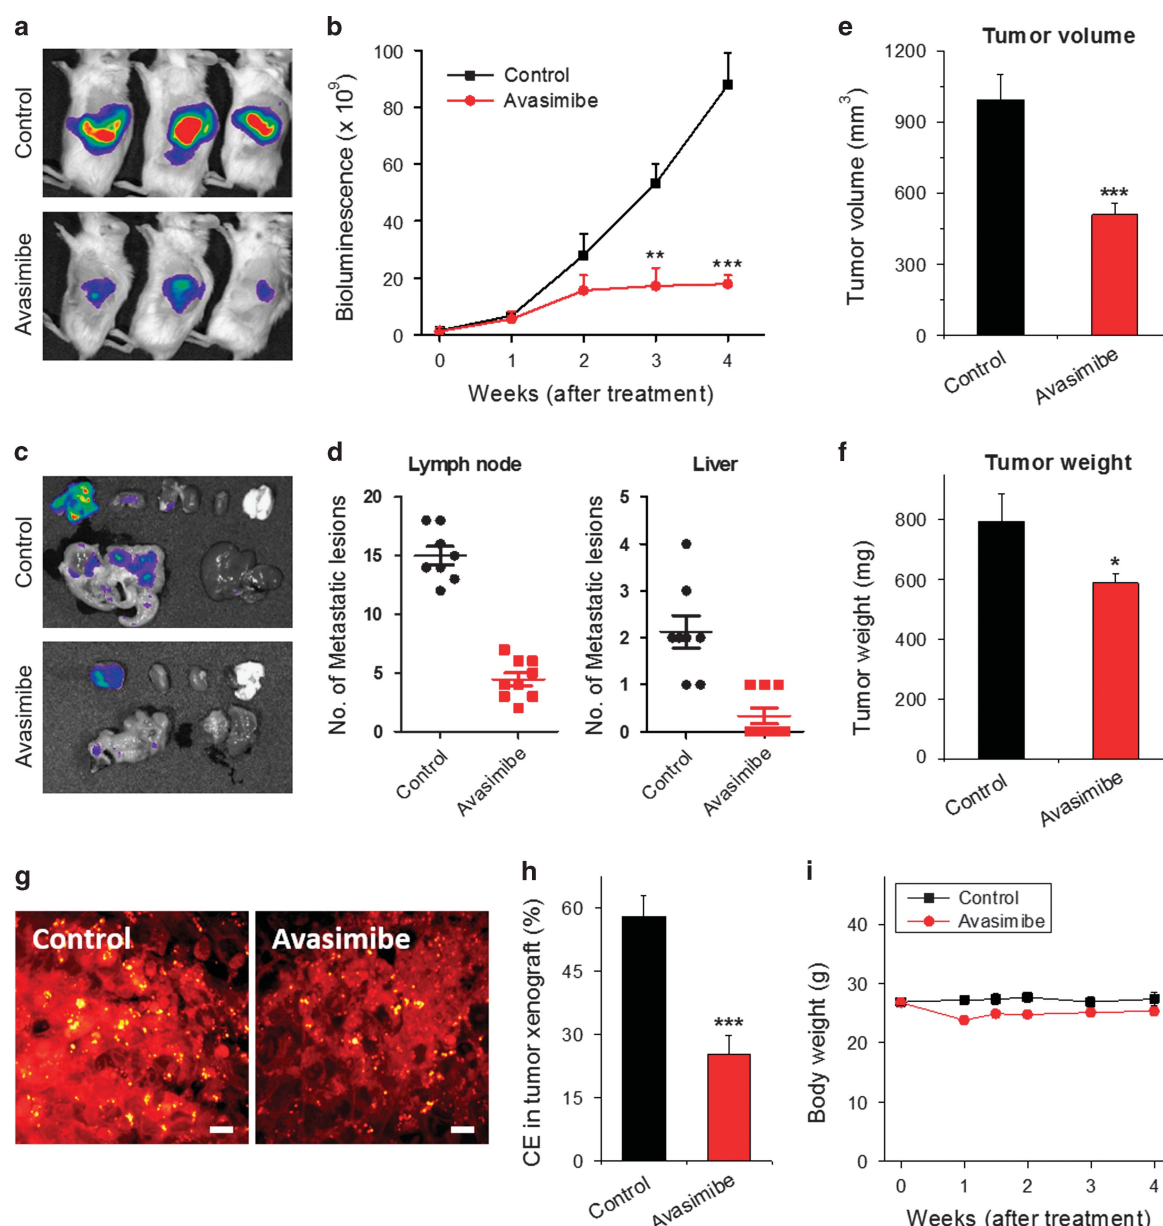 a
Control
Avasimibe
b
Bioluminescence (x 10⁹)
100
80
60
40
20
0
Control
Avasimibe
**
***
0 1 2 3 4
Weeks (after treatment)
e
Tumor volume
Tumor volume (mm³)
1200
900
600
300
0
***
Control
Avasimibe
c
Control
Avasimibe
d
Lymph node
No. of Metastatic lesions
20
15
10
5
0
Control
Avasimibe
Liver
No. of Metastatic lesions
5
4
3
2
1
0
Control
Avasimibe
f
Tumor weight
Tumor weight (mg)
800
600
400
200
0
*
Control
Avasimibe
g
Control
Avasimibe
h
CE in tumor xenograft (%)
60
45
30
15
0
***
Control
Avasimibe
i
Body weight (g)
40
30
20
10
0
Control
Avasimibe
0 1 2 3 4
Weeks (after treatment)